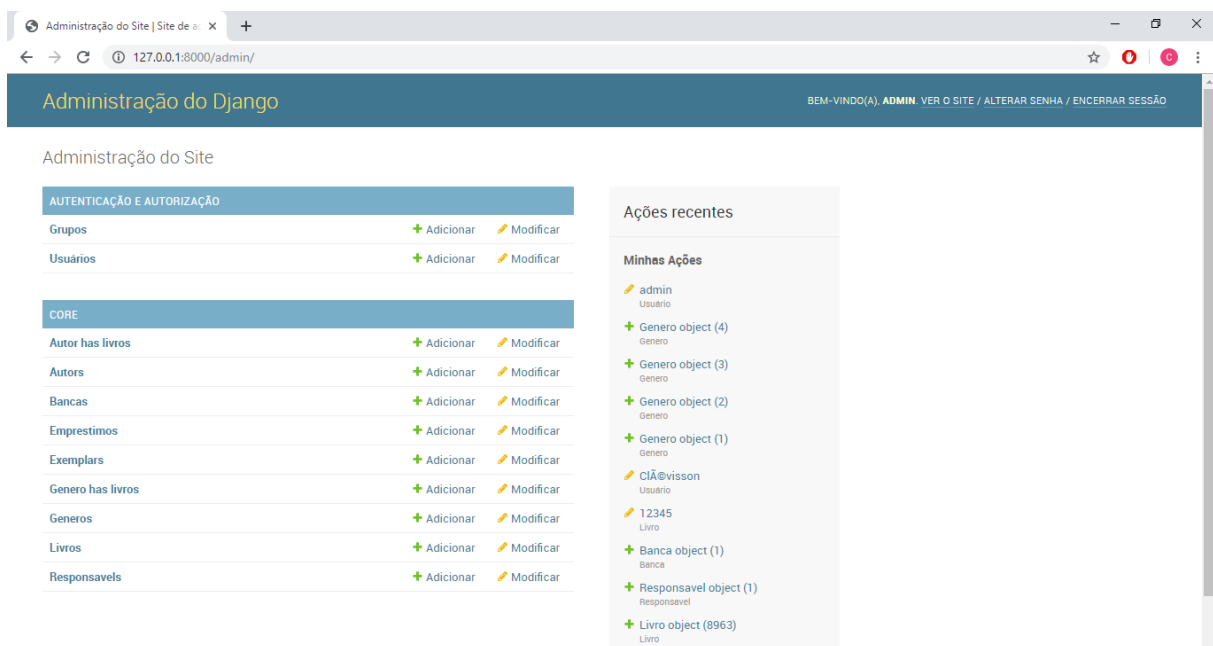 Administração do Site | Site de a
127.0.0.1:8000/admin/
C
Administração do Django
BEM-VINDO(A), ADMIN. VER O SITE / ALTERAR SENHA / ENCERRAR SESSÃO
Administração do Site
AUTENTICAÇÃO E AUTORIZAÇÃO
Grupos Adicionar Modificar
Usuários Adicionar Modificar
CORE
Autor has livros Adicionar Modificar
Autors Adicionar Modificar
Bancas Adicionar Modificar
Emprestimos Adicionar Modificar
Exemplars Adicionar Modificar
Genero has livros Adicionar Modificar
Generos Adicionar Modificar
Livros Adicionar Modificar
Responsavels Adicionar Modificar
Ações recentes
Minhas Ações
admin
Usuário
Genero object (4)
Genero
Genero object (3)
Genero
Genero object (2)
Genero
Genero object (1)
Genero
ClÃ©visson
Usuário
12345
Livro
Banca object (1)
Banca
Responsavel object (1)
Responsavel
Livro object (8963)
Livro